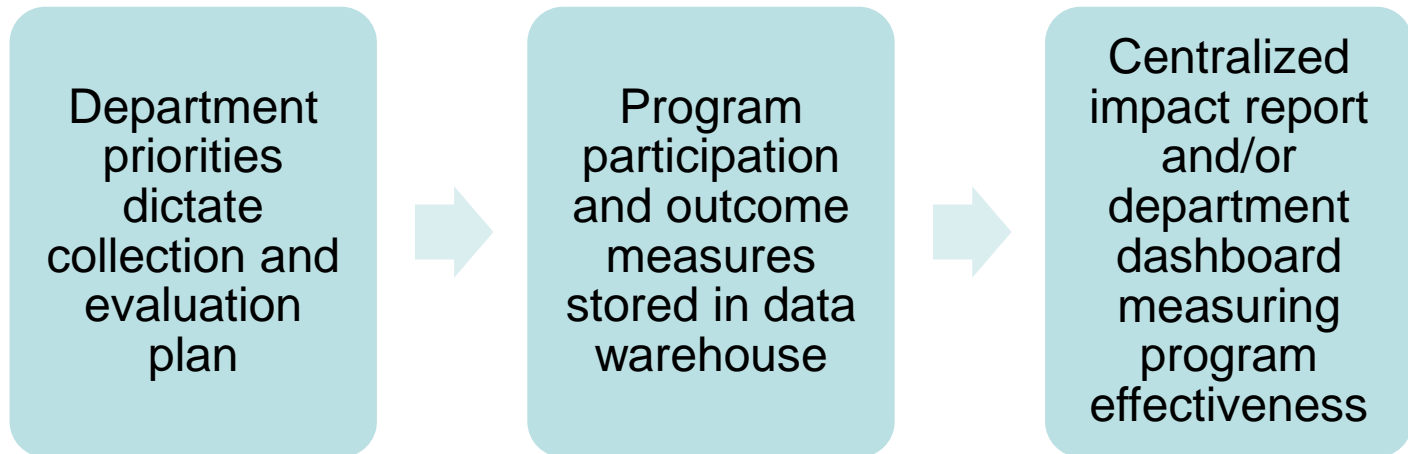 Department
priorities
dictate
collection and
evaluation
plan
Program
participation
and outcome
measures
stored in data
warehouse
Centralized
impact report
and/or
department
dashboard
measuring
program
effectiveness